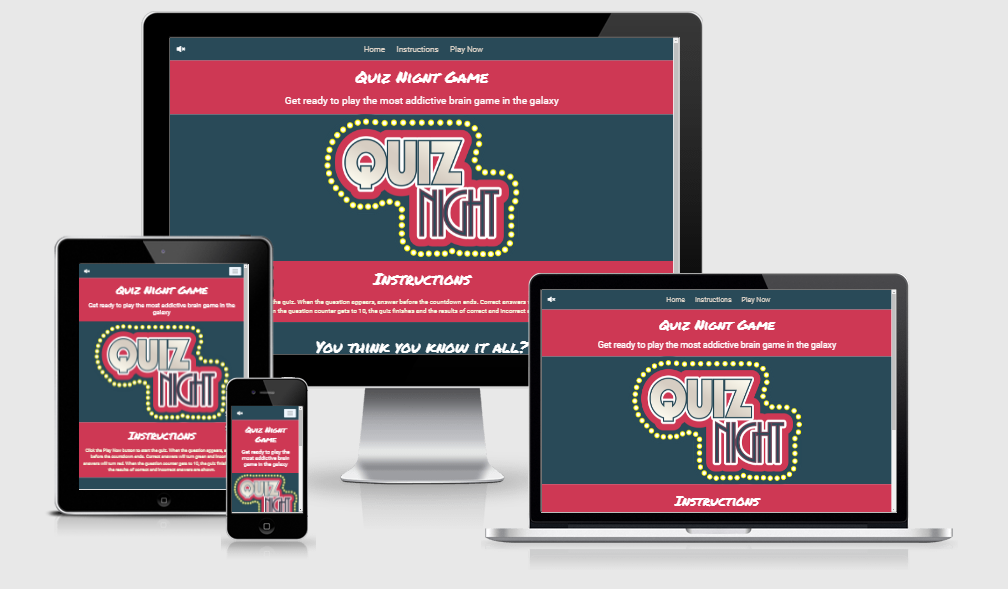 Home Instructions Play Now
Quiz Night Game
Get ready to play the most addictive brain game in the galaxy
QUIZ
NIGHT
Instructions
the quiz. When the question appears, answer before the countdown ends. Correct answers
the question counter gets to 10, the quiz finishes and the results of correct and incorrect
You think you know it all?
Quiz Night Game
Get ready to play the most addictive brain game in the
galaxy
QUIZ
NIGHT
Instructions
Click the Play Now button to start the quiz. When the question appears,
before the countdown ends. Correct answers will turn green and incorrect
answers will turn red. When the question counter gets to 10, the quiz finishes
the results of correct and incorrect answers are shown.
Quiz Night
Game
Get ready to play
the most addictive
brain game in the
galaxy
QUIZ
NIGHT
Home Instructions Play Now
Quiz Night Game
Get ready to play the most addictive brain game in the galaxy
QUIZ
NIGHT
Instructions